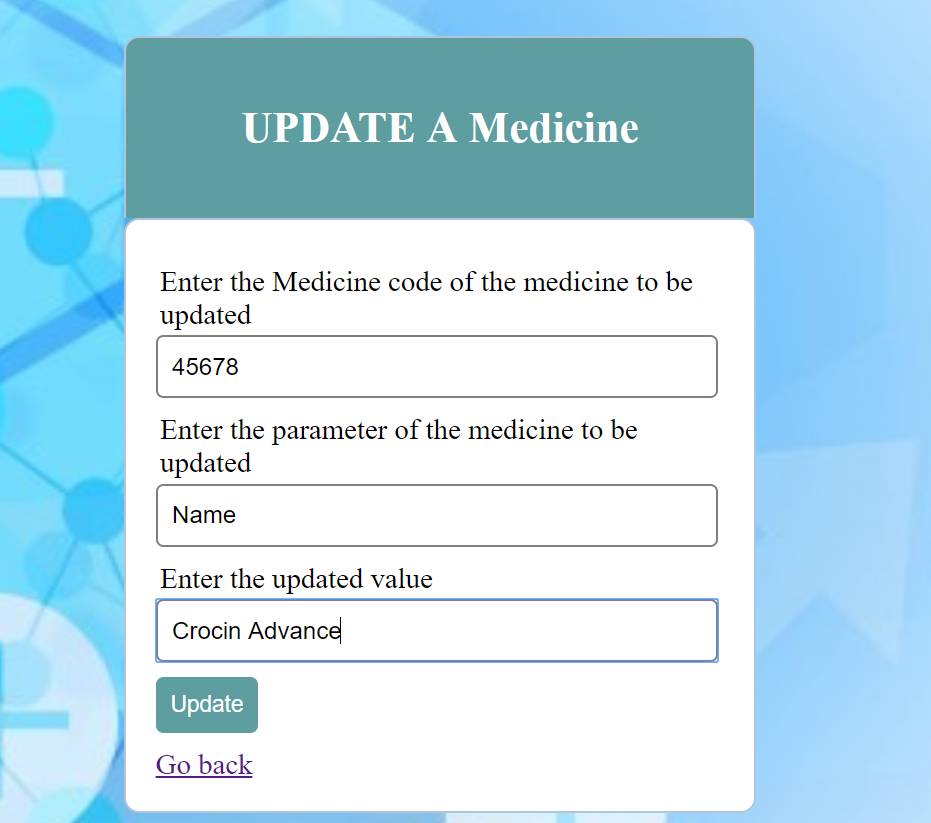 UPDATE A Medicine
Enter the Medicine code of the medicine to be
updated
45678
Enter the parameter of the medicine to be
updated
Name
Enter the updated value
Crocin Advance
Update
Go back